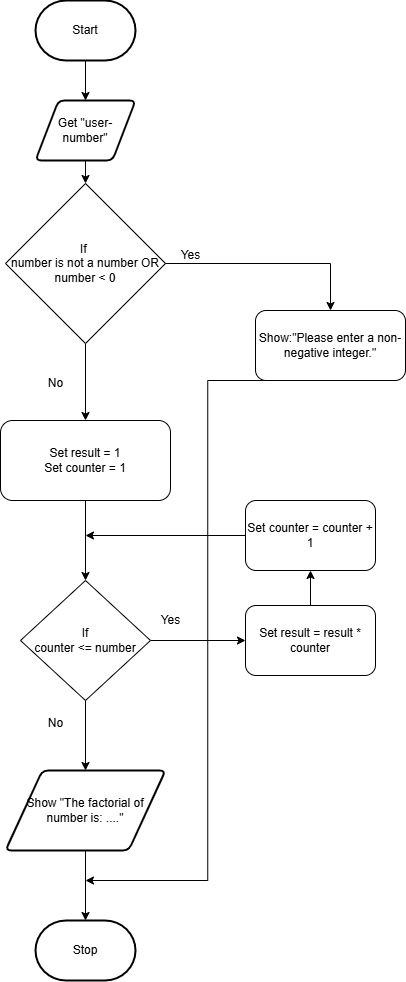 Start
Get "user-
number"
If
number is not a number OR
number < 0
Yes
Show:"Please enter a non-
negative integer."
No
Set result = 1
Set counter = 1
Set counter = counter +
1
If
counter <= number
Yes
Set result = result *
counter
No
Show "The factorial of
number is: ...."
Stop